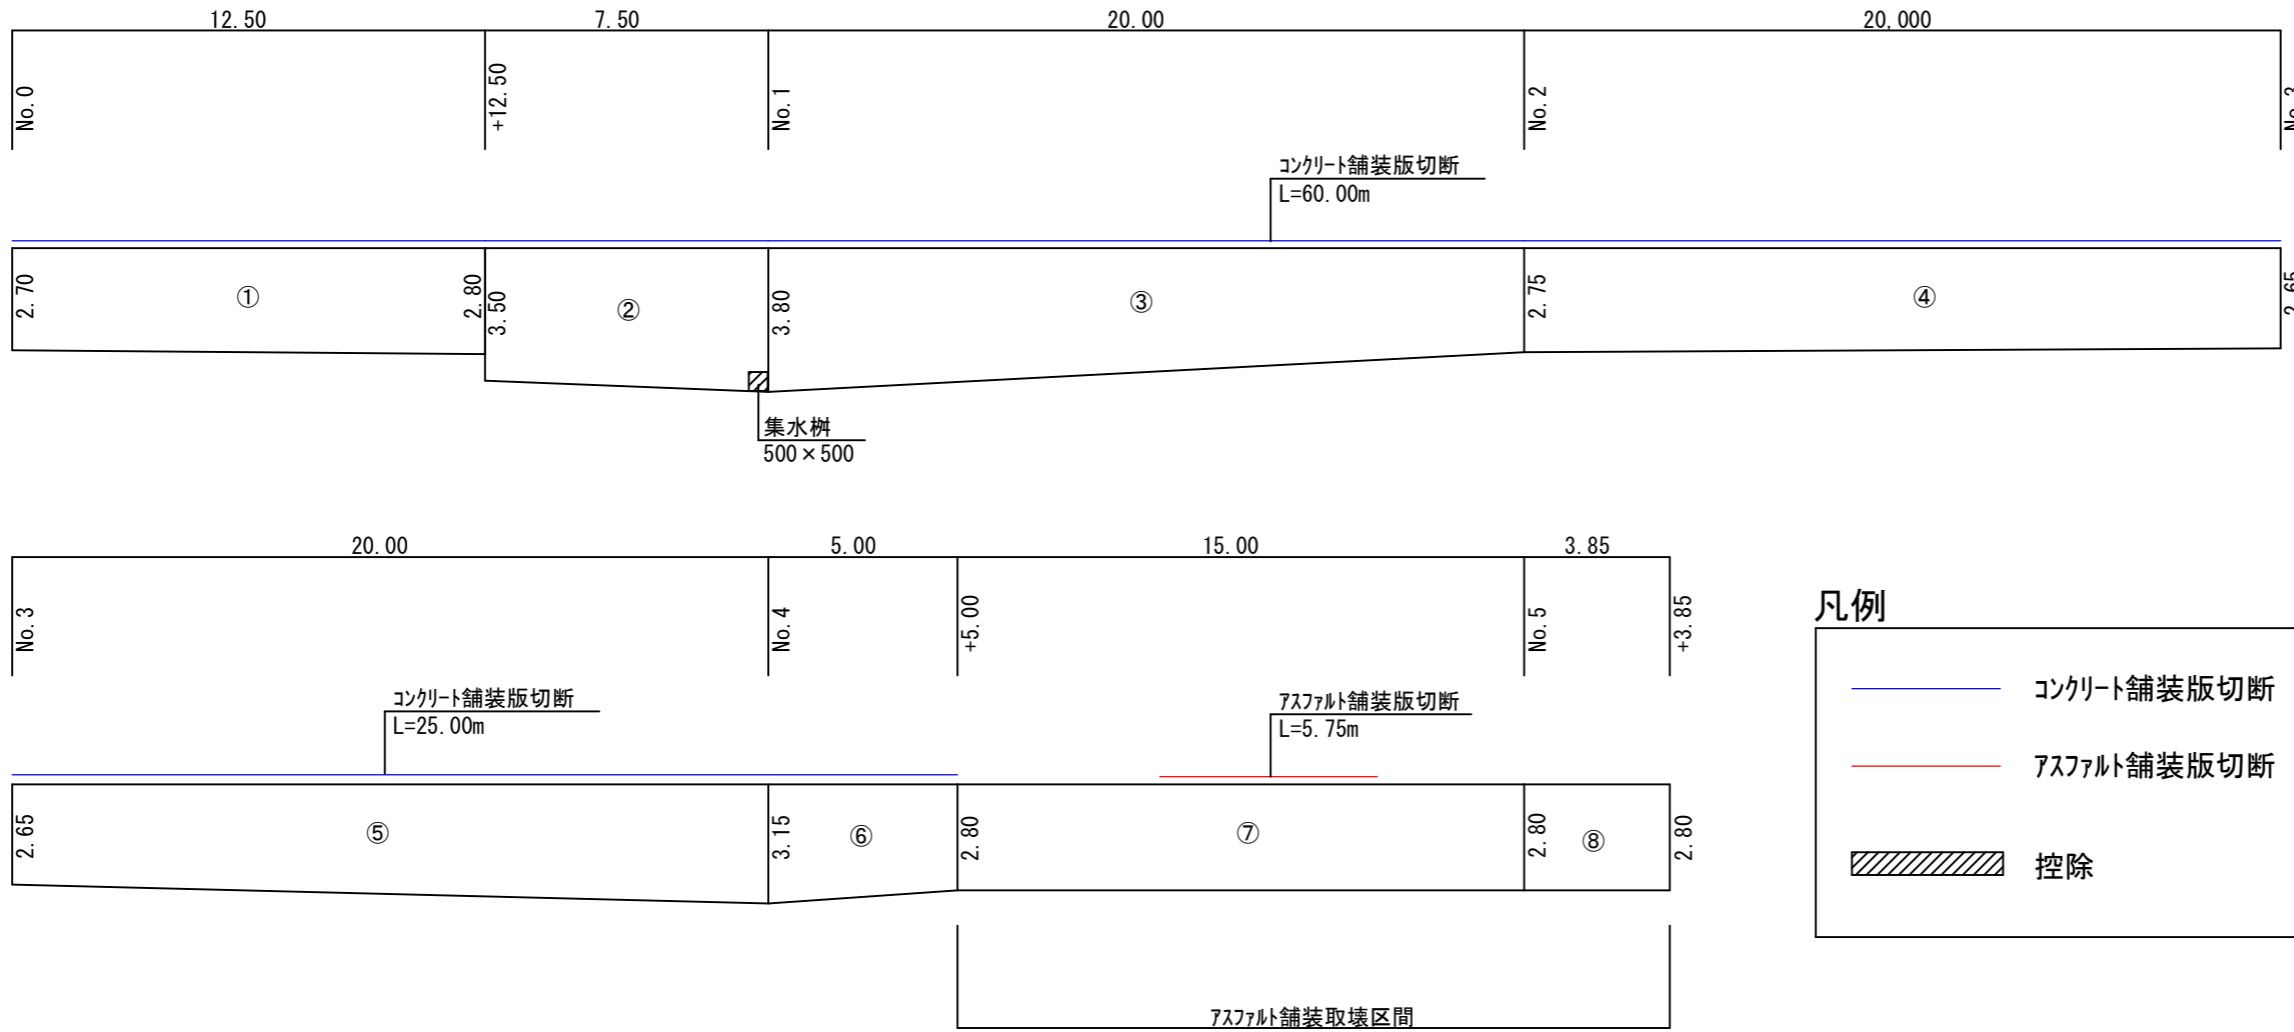 12.50 7.50 20.00 20,000
No.0 +12.50 No.1 No.2 No.3
コンクリート舗装版切断
L=60.00m
2.70 ① 2.80 3.50 ② 3.80 ③ 2.75 ④ 2.65
集水桝
500×500
20.00 5.00 15.00 3.85
No.3 No.4 +5.00 No.5 +3.85
コンクリート舗装版切断
L=25.00m
アスファルト舗装版切断
L=5.75m
2.65 ⑤ 3.15 ⑥ 2.80 ⑦ 2.80 ⑧ 2.80
アスファルト舗装取壊区間
凡例
コンクリート舗装版切断
アスファルト舗装版切断
控除